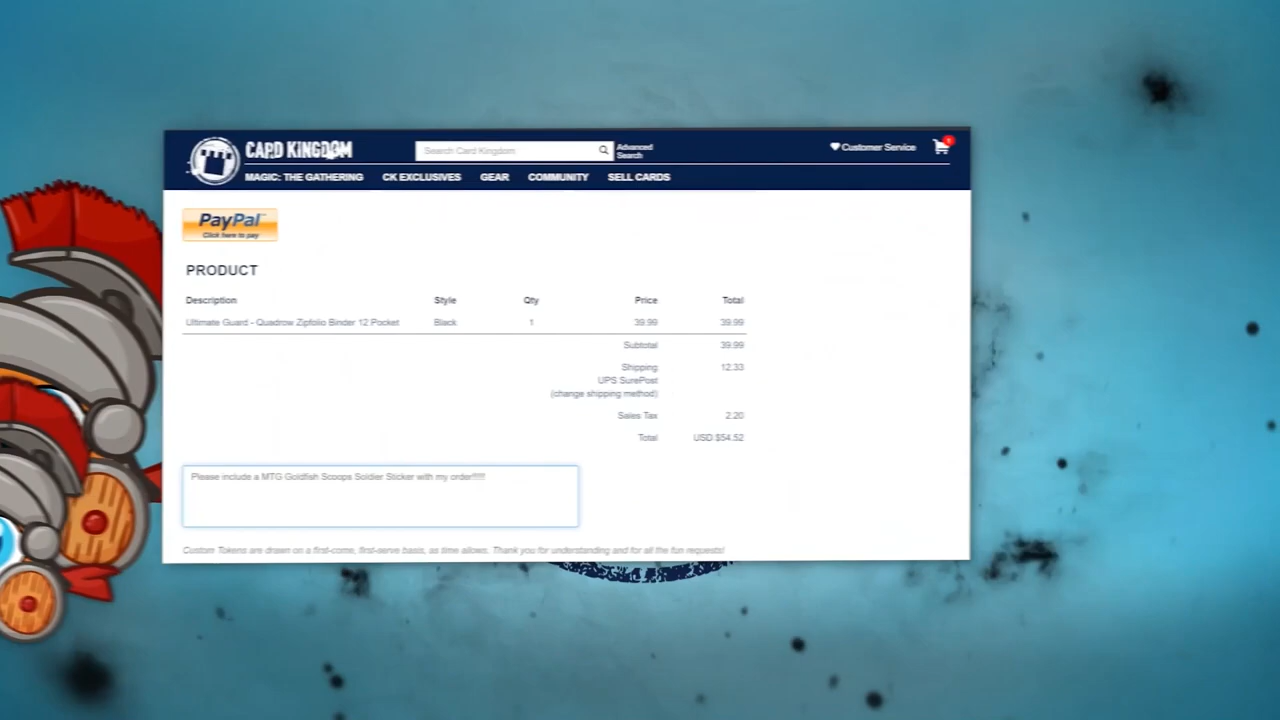 CARD KINGDOM
Search Card Kingdom
Advanced
Search
Customer Service
MAGIC: THE GATHERING CK EXCLUSIVES GEAR COMMUNITY SELL CARDS
PayPal
Click here to pay
PRODUCT
Description Style Qty Price Total
Ultimate Guard - Quadrow Zipfolio Binder 12 Pocket Black 1 39.99 39.99
Subtotal 39.99
Shipping 12.33
UPS SurePost
(change shipping method)
Sales Tax 2.20
Total USD $54.52
Please include a MTG Goldfish Scoops Soldier Sticker with my order!!!!!
Custom Tokens are drawn on a first-come, first-serve basis, as time allows. Thank you for understanding and for all the fun requests!